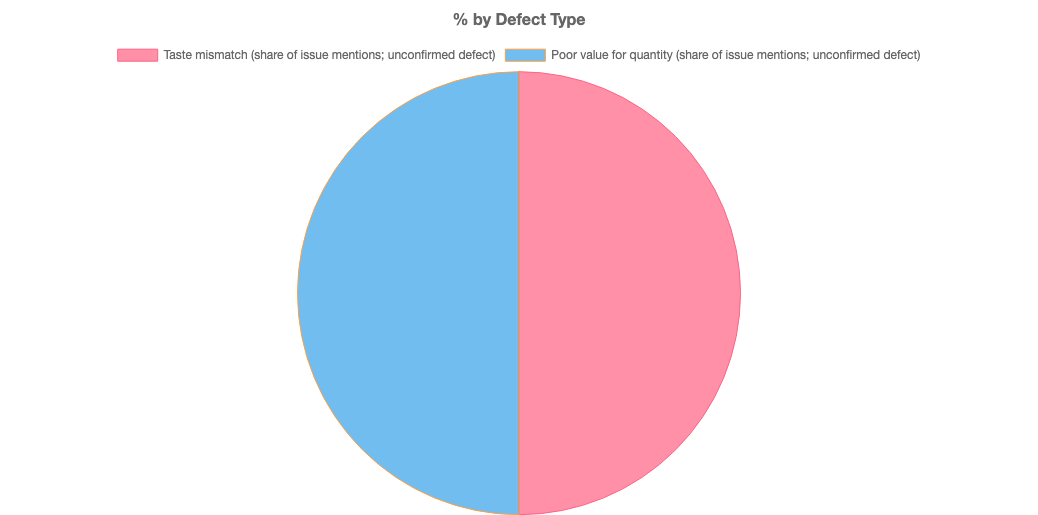 % by Defect Type
Taste mismatch (share of issue mentions; unconfirmed defect) Poor value for quantity (share of issue mentions; unconfirmed defect)